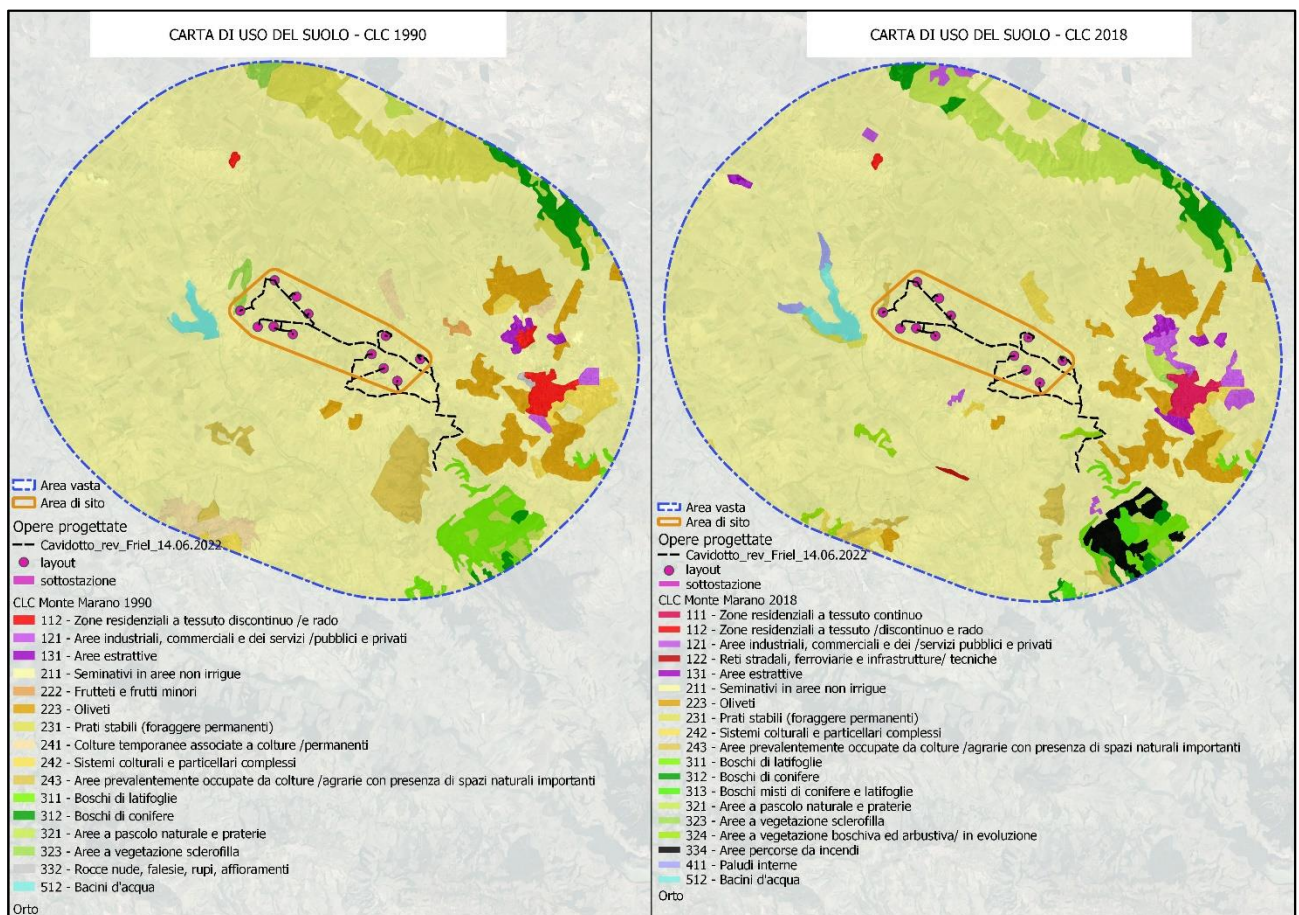 CARTA DI USO DEL SUOLO - CLC 1990
Area vasta
Area di sito
Opere progettate
Cavidotto_rev_Friel_14.06.2022
layout
sottostazione
CLC Monte Marano 1990
112 - Zone residenziali a tessuto discontinuo /e rado
121 - Aree industriali, commerciali e dei servizi /pubblici e privati
131 - Aree estrattive
211 - Seminativi in aree non irrigue
222 - Frutteti e frutti minori
223 - Oliveti
231 - Prati stabili (foraggere permanenti)
241 - Colture temporanee associate a colture /permanenti
242 - Sistemi colturali e particellari complessi
243 - Aree prevalentemente occupate da colture /agrarie con presenza di spazi naturali importanti
311 - Boschi di latifoglie
312 - Boschi di conifere
321 - Aree a pascolo naturale e praterie
323 - Aree a vegetazione sclerofilla
332 - Rocce nude, falesie, rupi, affioramenti
512 - Bacini d'acqua
Orto
CARTA DI USO DEL SUOLO - CLC 2018
Area vasta
Area di sito
Opere progettate
Cavidotto_rev_Friel_14.06.2022
layout
sottostazione
CLC Monte Marano 2018
111 - Zone residenziali a tessuto continuo
112 - Zone residenziali a tessuto /discontinuo e rado
121 - Aree industriali, commerciali e dei /servizi pubblici e privati
122 - Reti stradali, ferroviarie e infrastrutture/ tecniche
131 - Aree estrattive
211 - Seminativi in aree non irrigue
223 - Oliveti
231 - Prati stabili (foraggere permanenti)
242 - Sistemi colturali e particellari complessi
243 - Aree prevalentemente occupate da colture /agrarie con presenza di spazi naturali importanti
311 - Boschi di latifoglie
312 - Boschi di conifere
313 - Boschi misti di conifere e latifoglie
321 - Aree a pascolo naturale e praterie
323 - Aree a vegetazione sclerofilla
324 - Aree a vegetazione boschiva ed arbustiva/ in evoluzione
334 - Aree percorse da incendi
411 - Paludi interne
512 - Bacini d'acqua
Orto